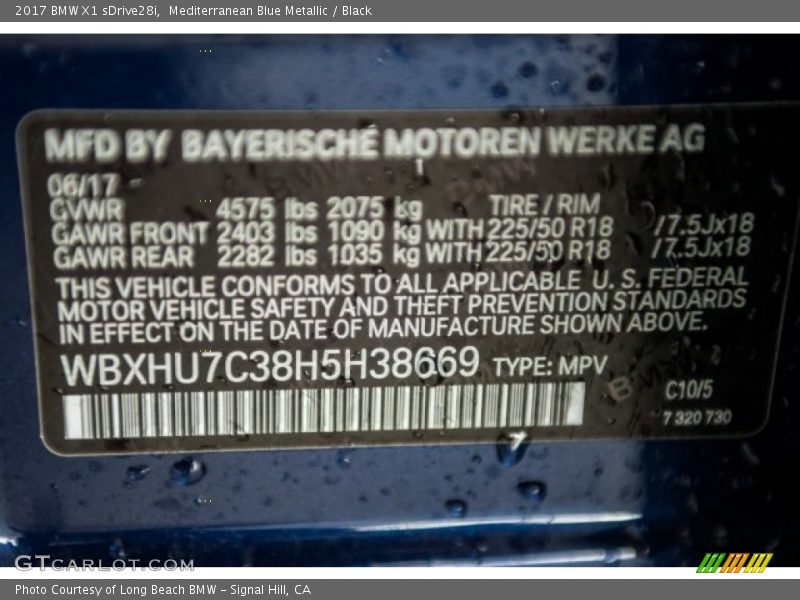 2017 BMW X1 sDrive28i,  Mediterranean Blue Metallic / Black
MFD BY BAYERISCHE MOTOREN WERKE AG
06/17
GVWR 4575 lbs 2075 kg TIRE / RIM
GAWR FRONT 2403 lbs 1090 kg WITH 225/50 R18 /7.5Jx18
GAWR REAR 2282 lbs 1035 kg WITH 225/50 R18 /7.5Jx18
THIS VEHICLE CONFORMS TO ALL APPLICABLE U. S. FEDERAL
MOTOR VEHICLE SAFETY AND THEFT PREVENTION STANDARDS
IN EFFECT ON THE DATE OF MANUFACTURE SHOWN ABOVE.
WBXHU7C38H5H38669 TYPE: MPV
C10/5
7 320 730
GTCARLOT.COM
Photo Courtesy of Long Beach BMW – Signal Hill, CA